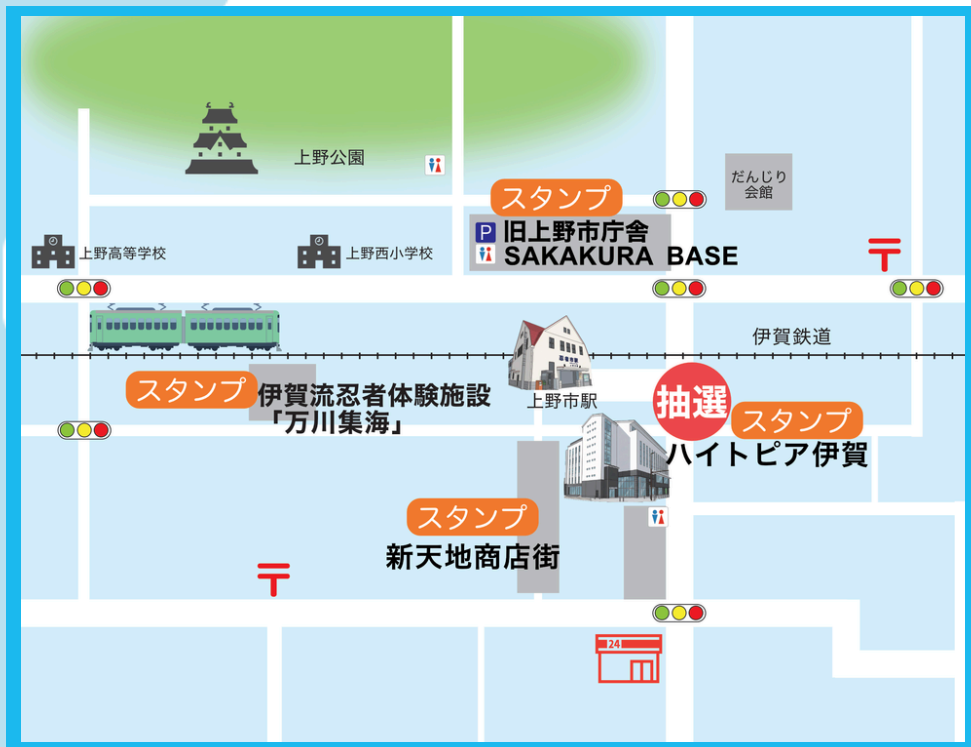 上野公園
だんじり
会館
スタンプ
P 旧上野市庁舎
SAKAKURA BASE
上野高等学校
上野西小学校
伊賀鉄道
スタンプ
伊賀流忍者体験施設
「万川集海」
上野市駅
抽選
スタンプ
ハイトピア伊賀
スタンプ
新天地商店街
24